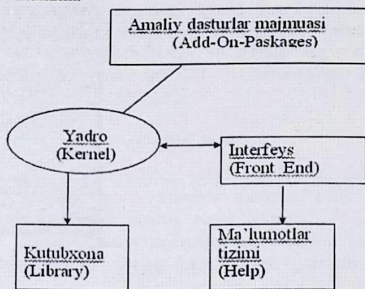 Amaliy dasturlar majmuasi
(Add-On-Paskages)
Yadro
(Kernel)
Interfeys
(Front End)
Kutubxona
(Library)
Ma`lumotlar
tizimi
(Help)